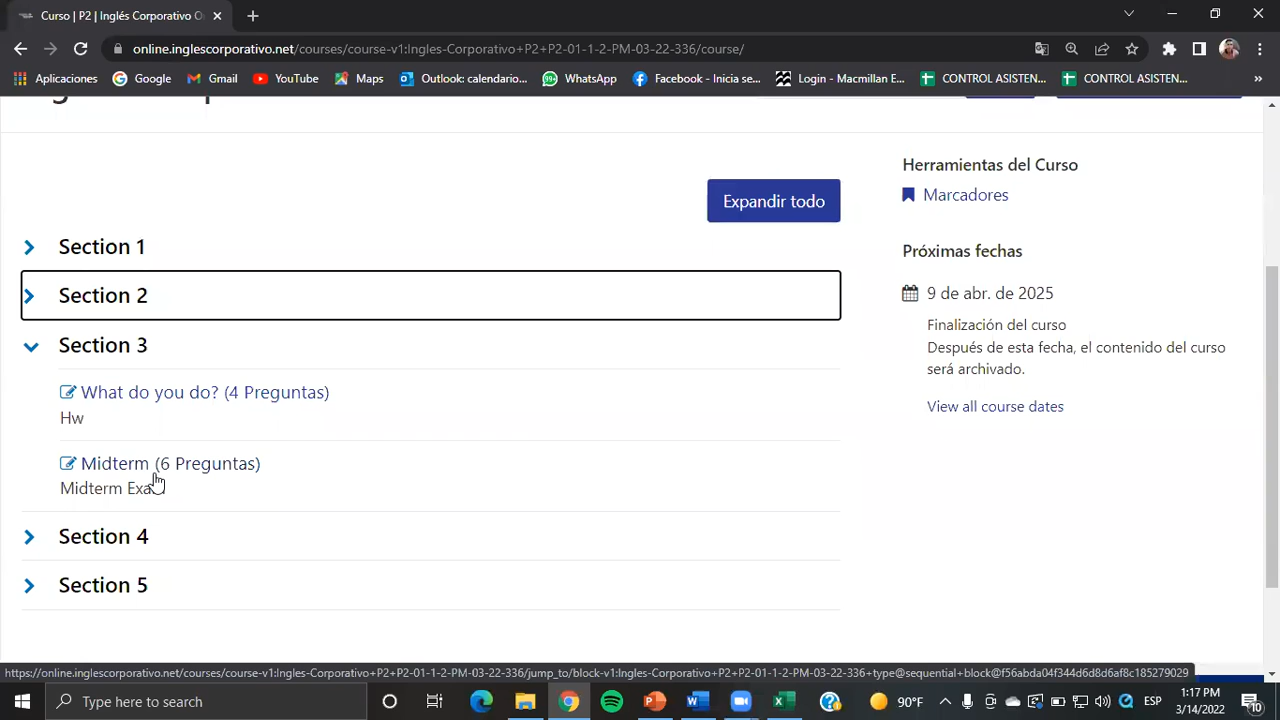 Curso | P2 | Inglés Corporativo O
online.inglescorporativo.net/courses/course-v1:Ingles-Corporativo+P2+P2-01-1-2-PM-03-22-336/course/
Aplicaciones Google Gmail YouTube Maps Outlook: calendario... WhatsApp Facebook - Inicia se... Login - Macmillan E... CONTROL ASISTEN... CONTROL ASISTEN... »
Herramientas del Curso
Marcadores
Expandir todo
Section 1
Próximas fechas
Section 2
9 de abr. de 2025
Finalización del curso
Después de esta fecha, el contenido del curso
será archivado.
Section 3
What do you do? (4 Preguntas)
Hw
View all course dates
Midterm (6 Preguntas)
Midterm Exa
Section 4
Section 5
https://online.inglescorporativo.net/courses/course-v1:Ingles-Corporativo+P2+P2-01-1-2-PM-03-22-336/jump_to/block-v1:Ingles-Corporativo+P2+P2-01-1-2-PM-03-22-336+type@sequential+block@f56abda04f344d6d8d6af8c185279029
Type here to search
90°F
ESP
1:17 PM
3/14/2022
10